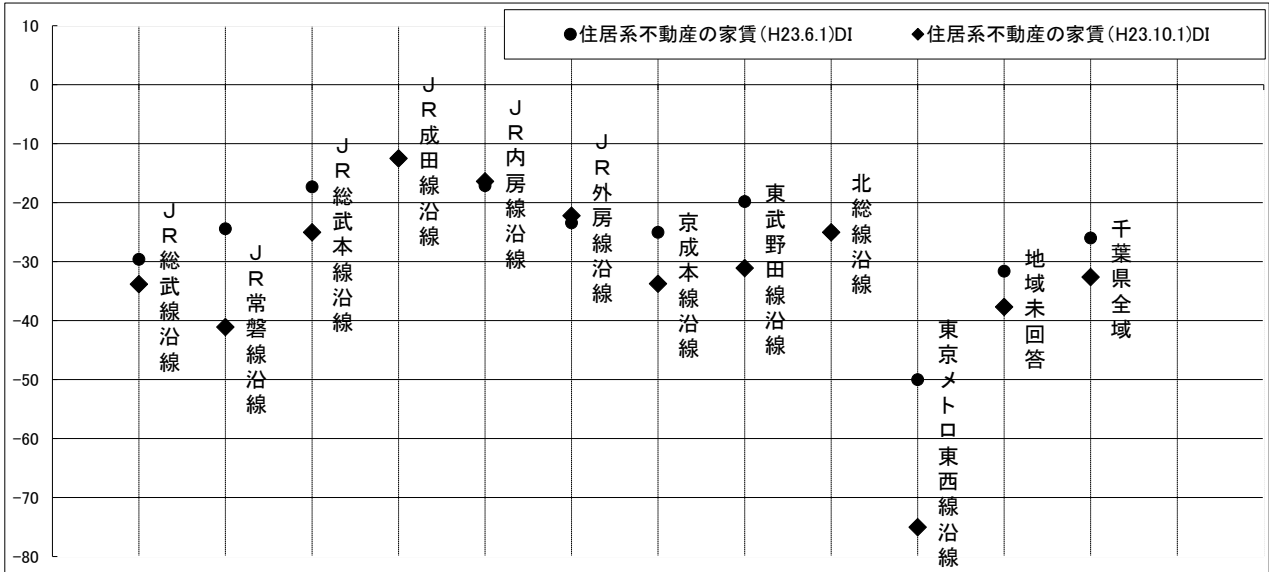 ●住居系不動産の家賃(H23.6.1)DI
◆住居系不動産の家賃(H23.10.1)DI
10
0
-10
-20
-30
-40
-50
-60
-70
-80
JR総武線沿線
JR常磐線沿線
JR総武本線沿線
JR成田線沿線
JR内房線沿線
JR外房線沿線
京成本線沿線
東武野田線沿線
北総線沿線
東京メトロ東西線沿線
地域未回答
千葉県全域